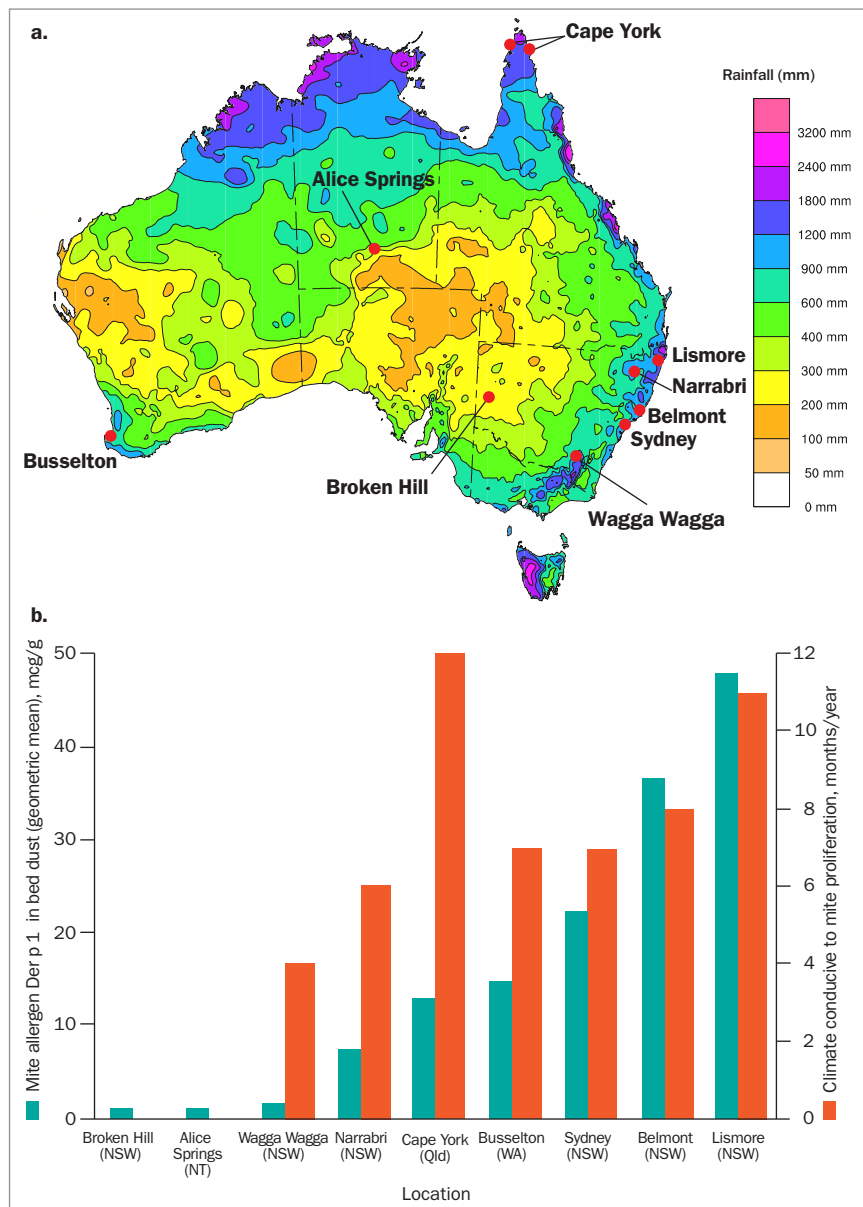 a.
Cape York
Rainfall (mm)
3200 mm
2400 mm
1800 mm
1200 mm
900 mm
600 mm
400 mm
300 mm
200 mm
100 mm
50 mm
0 mm
Alice Springs
Lismore
Narrabri
Belmont
Sydney
Busselton
Broken Hill
Wagga Wagga
b.
Mite allergen Der p 1 in bed dust (geometric mean), mcg/g
50
40
30
20
10
0
12
10
8
6
4
2
0
Climate conducive to mite proliferation, months/year
Broken Hill
(NSW)
Alice
Springs
(NT)
Wagga Wagga
(NSW)
Narrabri
(NSW)
Cape York
(Qld)
Busselton
(WA)
Sydney
(NSW)
Belmont
(NSW)
Lismore
(NSW)
Location